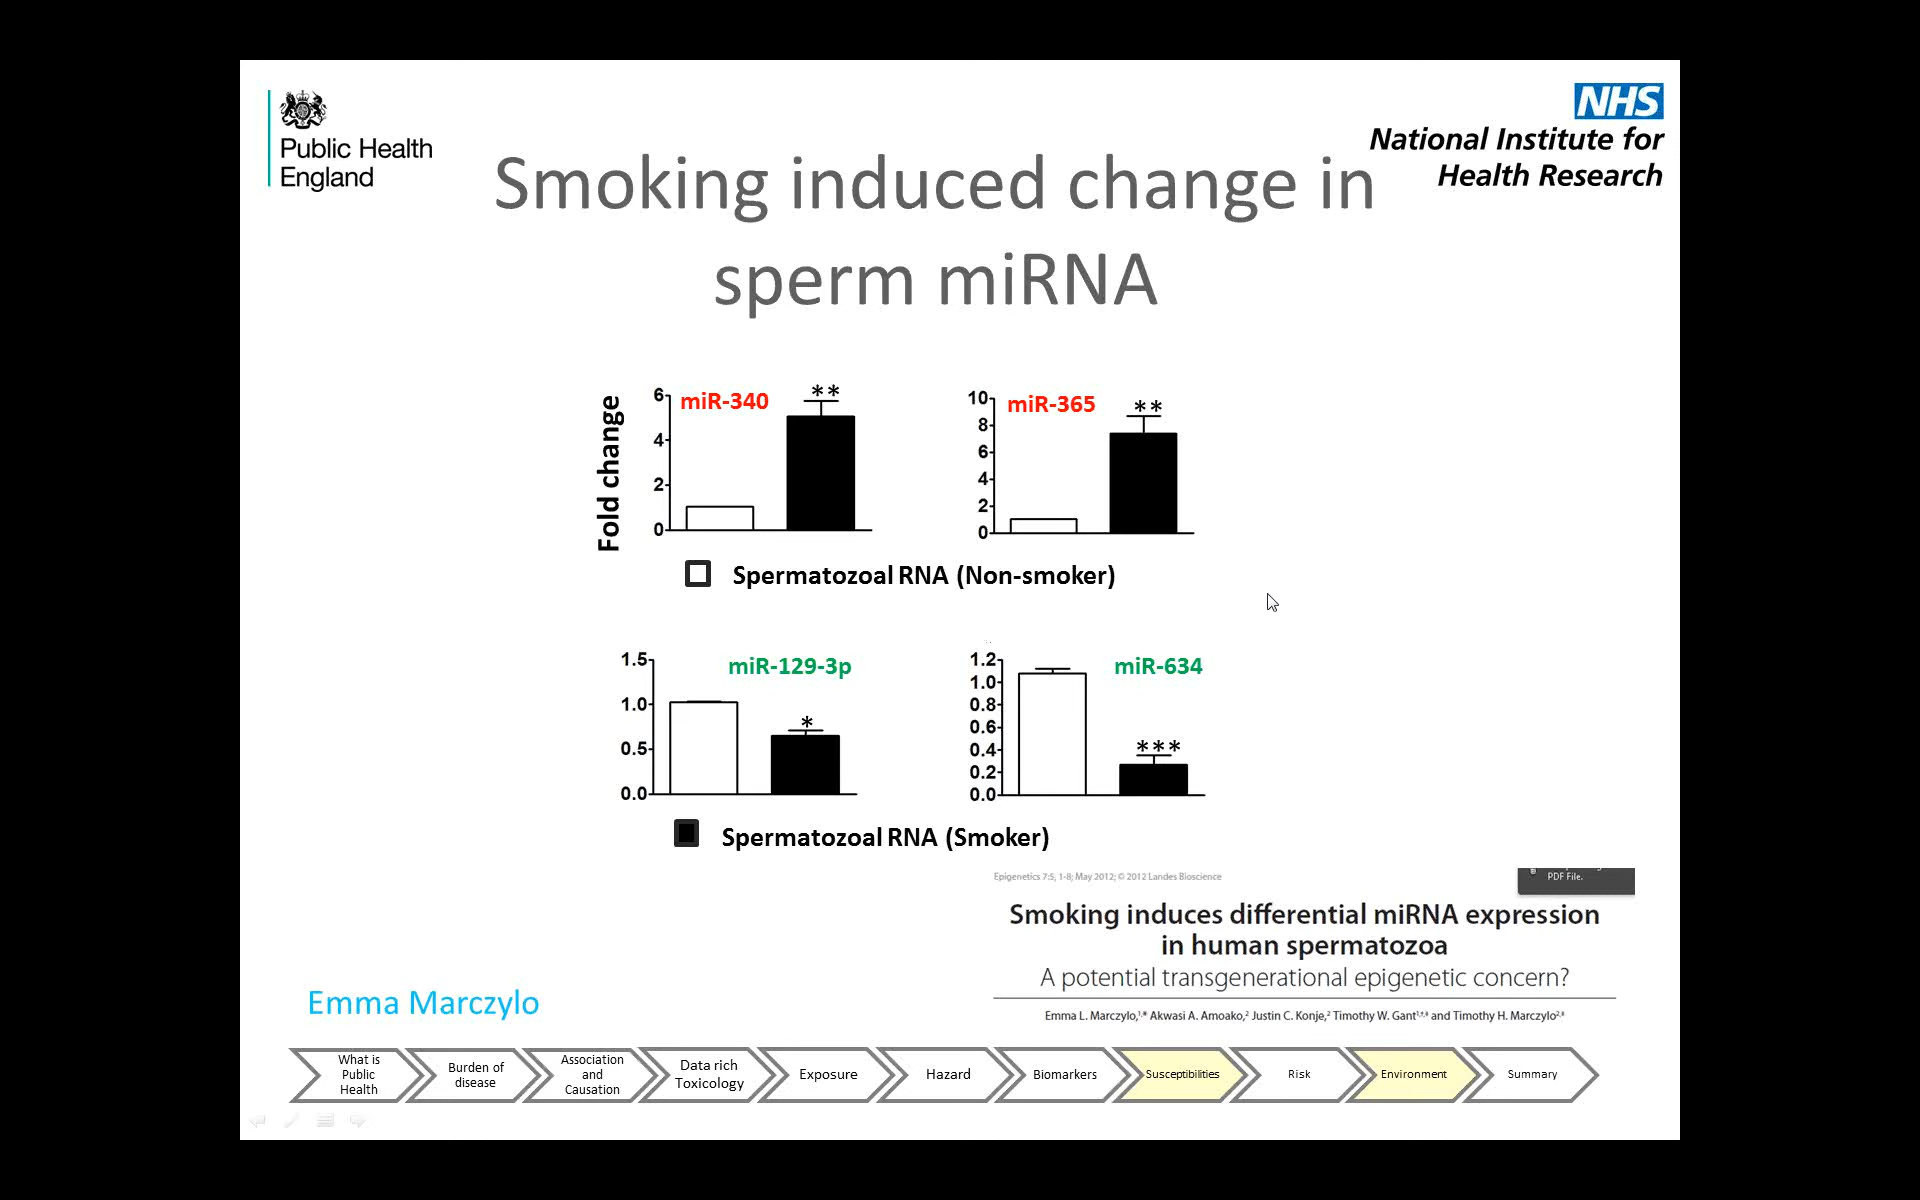 Public Health
England
NHS
National Institute for
Health Research
Smoking induced change in
sperm miRNA
Fold change
6
4
2
0
miR-340
**
10
8
6
4
2
0
miR-365
**
Spermatozoal RNA (Non-smoker)
1.5
1.0
0.5
0.0
miR-129-3p
*
1.2
1.0
0.8
0.6
0.4
0.2
0.0
miR-634
***
Spermatozoal RNA (Smoker)
Epigenetics 7:5, 1-8; May 2012; © 2012 Landes Bioscience
PDF File.
Smoking induces differential miRNA expression
in human spermatozoa
A potential transgenerational epigenetic concern?
Emma L. Marczylo,¹,* Akwasi A. Amoako,² Justin C. Konje,² Timothy W. Gant¹,†,‡ and Timothy H. Marczylo²,‡
Emma Marczylo
What is
Public
Health
Burden of
disease
Association
and
Causation
Data rich
Toxicology
Exposure
Hazard
Biomarkers
Susceptibilities
Risk
Environment
Summary